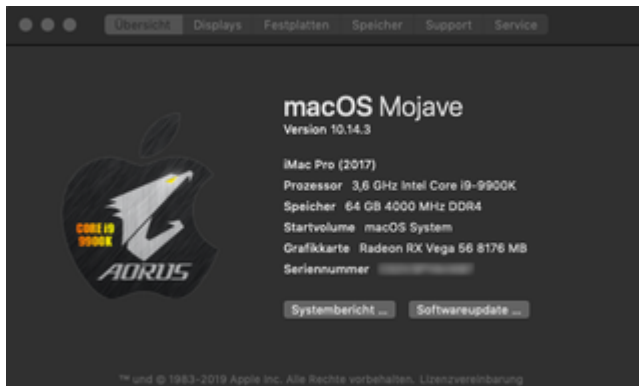 Übersicht Displays Festplatten Speicher Support Service
macOS Mojave
Version 10.14.3
iMac Pro (2017)
Prozessor 3,6 GHz Intel Core i9-9900K
Speicher 64 GB 4000 MHz DDR4
Startvolume macOS System
Grafikkarte Radeon RX Vega 56 8176 MB
Seriennummer
CORE i9
9900K
AORUS
Systembericht ...
Softwareupdate ...
™ und © 1983-2019 Apple Inc. Alle Rechte vorbehalten. Lizenzvereinbarung